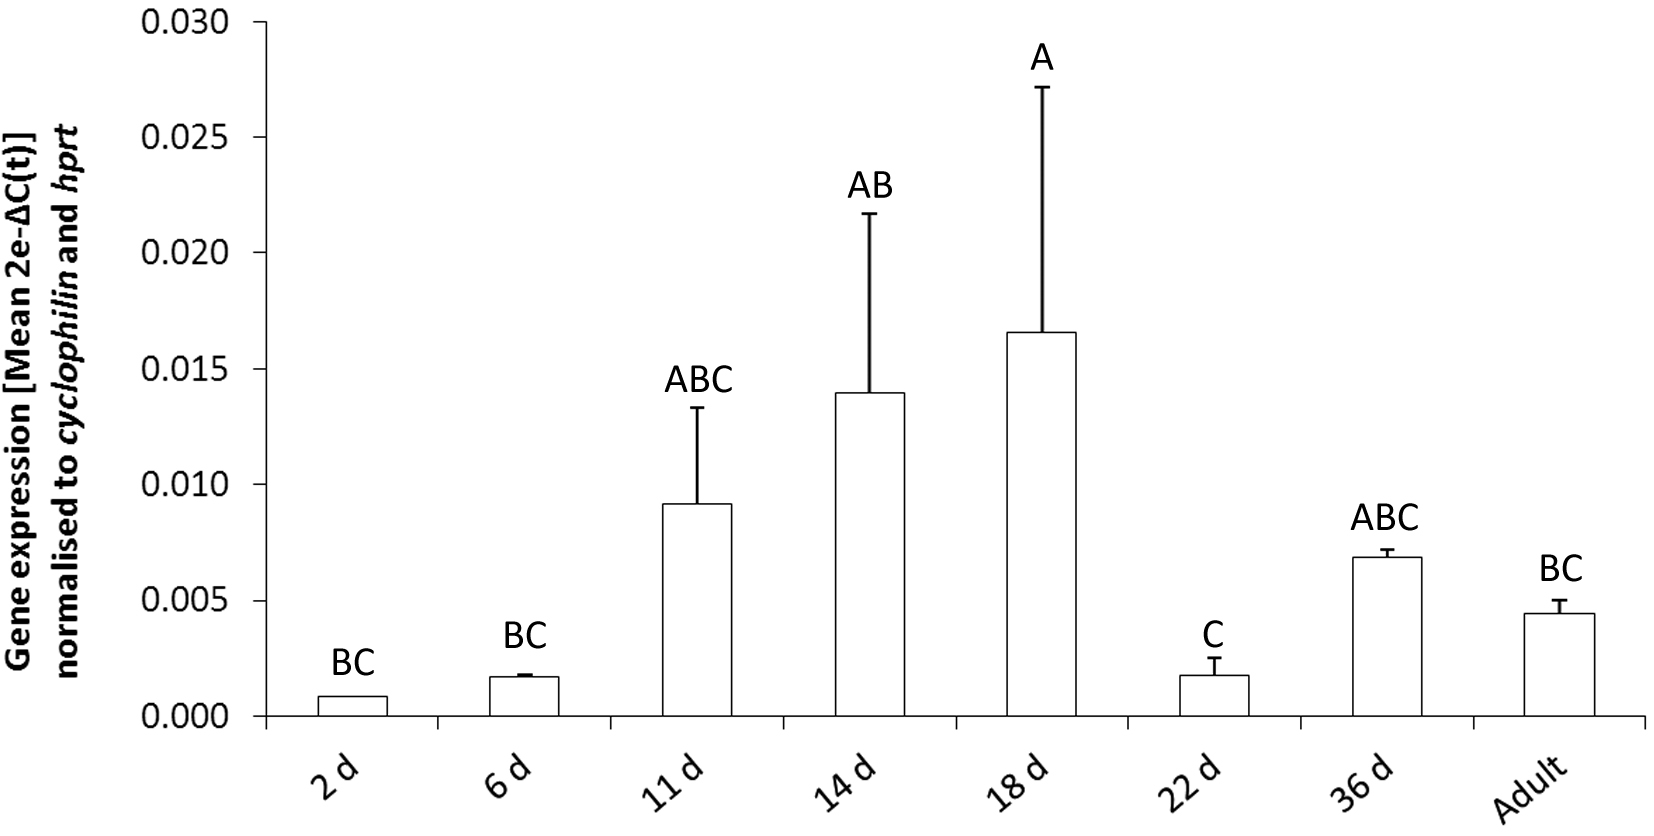 Gene expression [Mean 2e-ΔC(t)]
normalised to cyclophilin and hprt
0.030
0.025
0.020
0.015
0.010
0.005
0.000
BC
BC
ABC
AB
A
C
ABC
BC
2 d
6 d
11 d
14 d
18 d
22 d
36 d
Adult